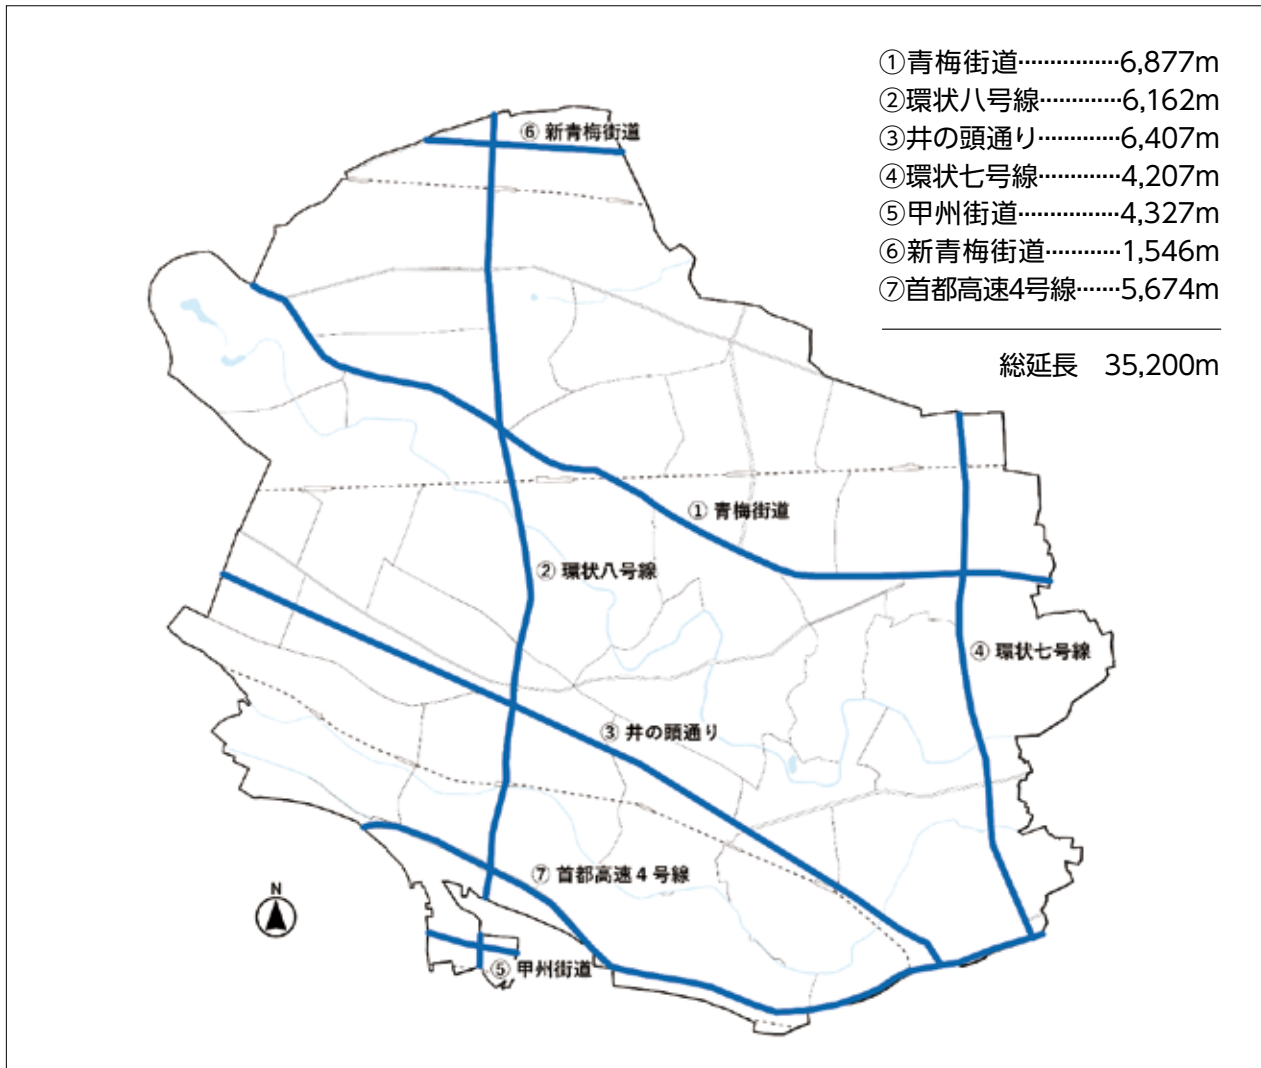 ①青梅街道················6,877m
②環状八号線·············6,162m
③井の頭通り·············6,407m
④環状七号線·············4,207m
⑤甲州街道················4,327m
⑥新青梅街道············1,546m
⑦首都高速4号線·······5,674m
総延長 35,200m
⑥ 新青梅街道
① 青梅街道
② 環状八号線
④ 環状七号線
③ 井の頭通り
⑦ 首都高速4号線
N
⑤ 甲州街道